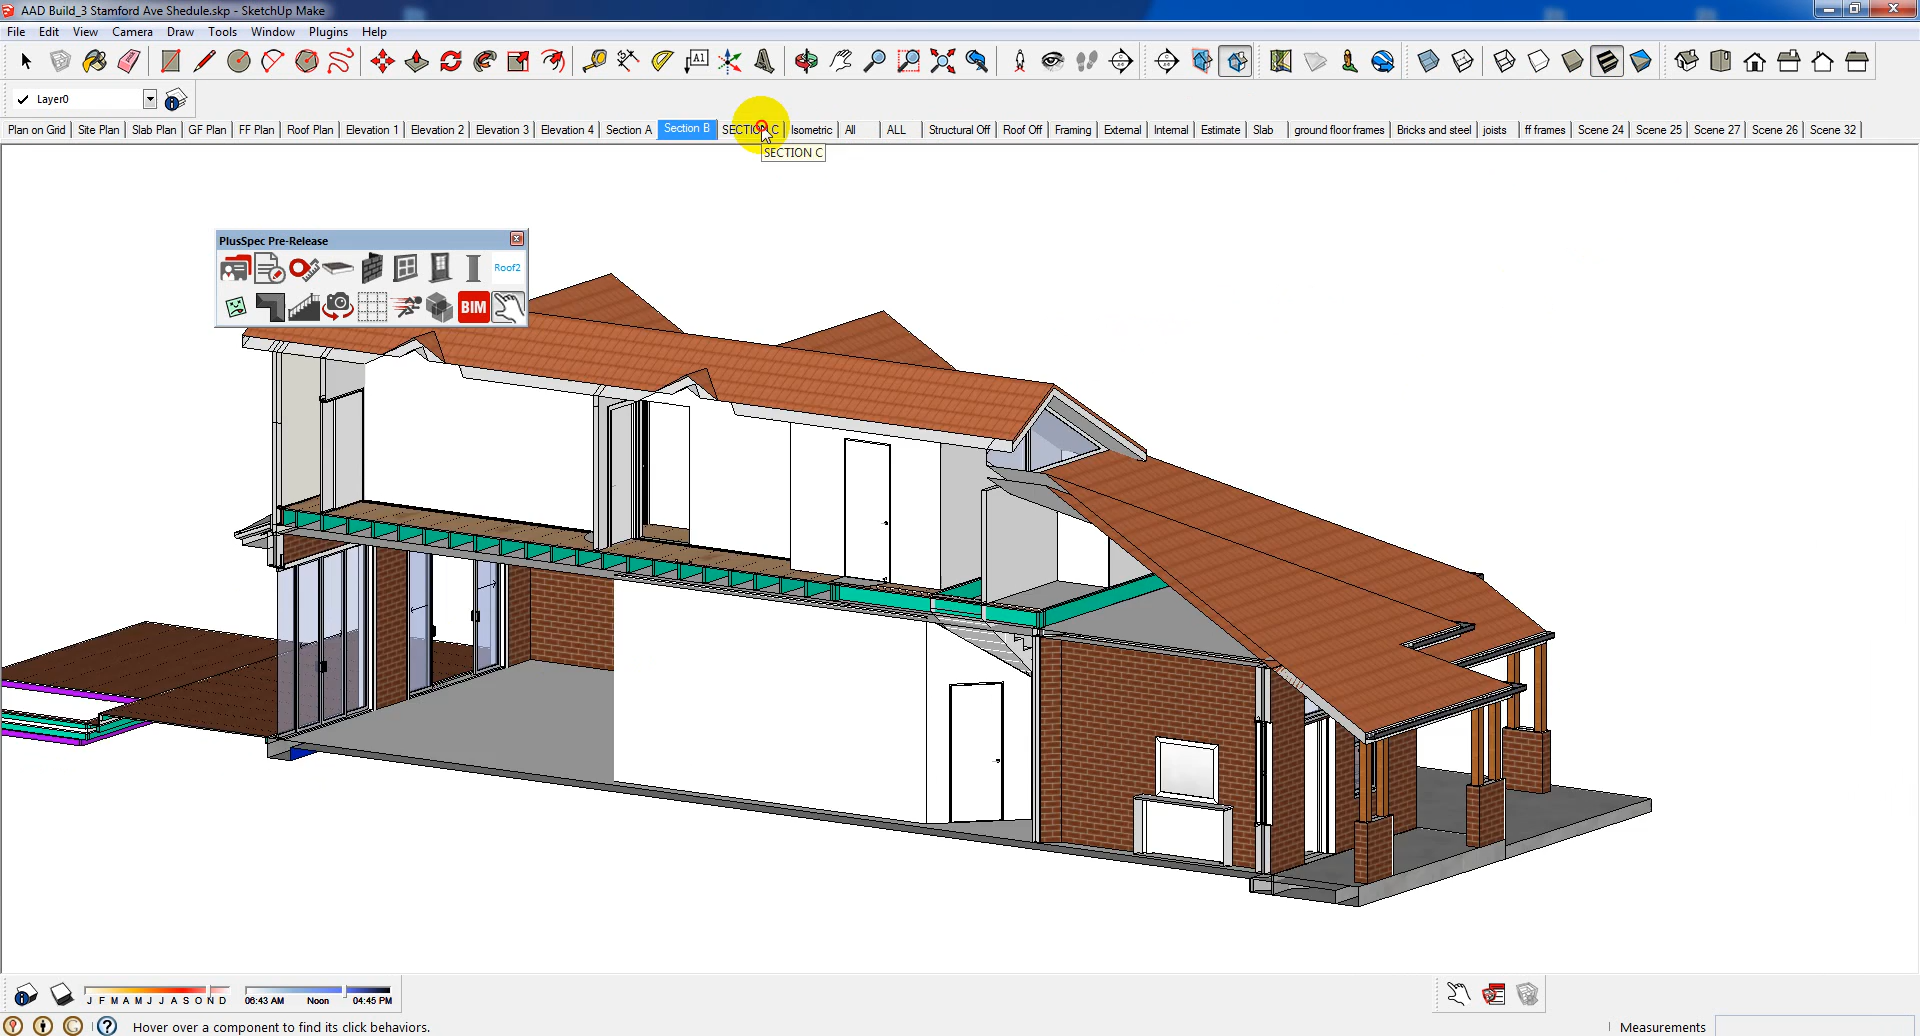 AAD Build_3 Stamford Ave Shedule.skp - SketchUp Make
File Edit View Camera Draw Tools Window Plugins Help
A1
Layer0
Plan on Grid Site Plan Slab Plan GF Plan FF Plan Roof Plan Elevation 1 Elevation 2 Elevation 3 Elevation 4 Section A Section B SECTION C Isometric All ALL Structural Off Roof Off Framing External Internal Estimate Slab ground floor frames Bricks and steel joists ff frames Scene 24 Scene 25 Scene 27 Scene 26 Scene 32
SECTION C
PlusSpec Pre-Release
Roof2
BIM
J F M A M J J A S O N D 06:43 AM Noon 04:45 PM
Hover over a component to find its click behaviors. Measurements